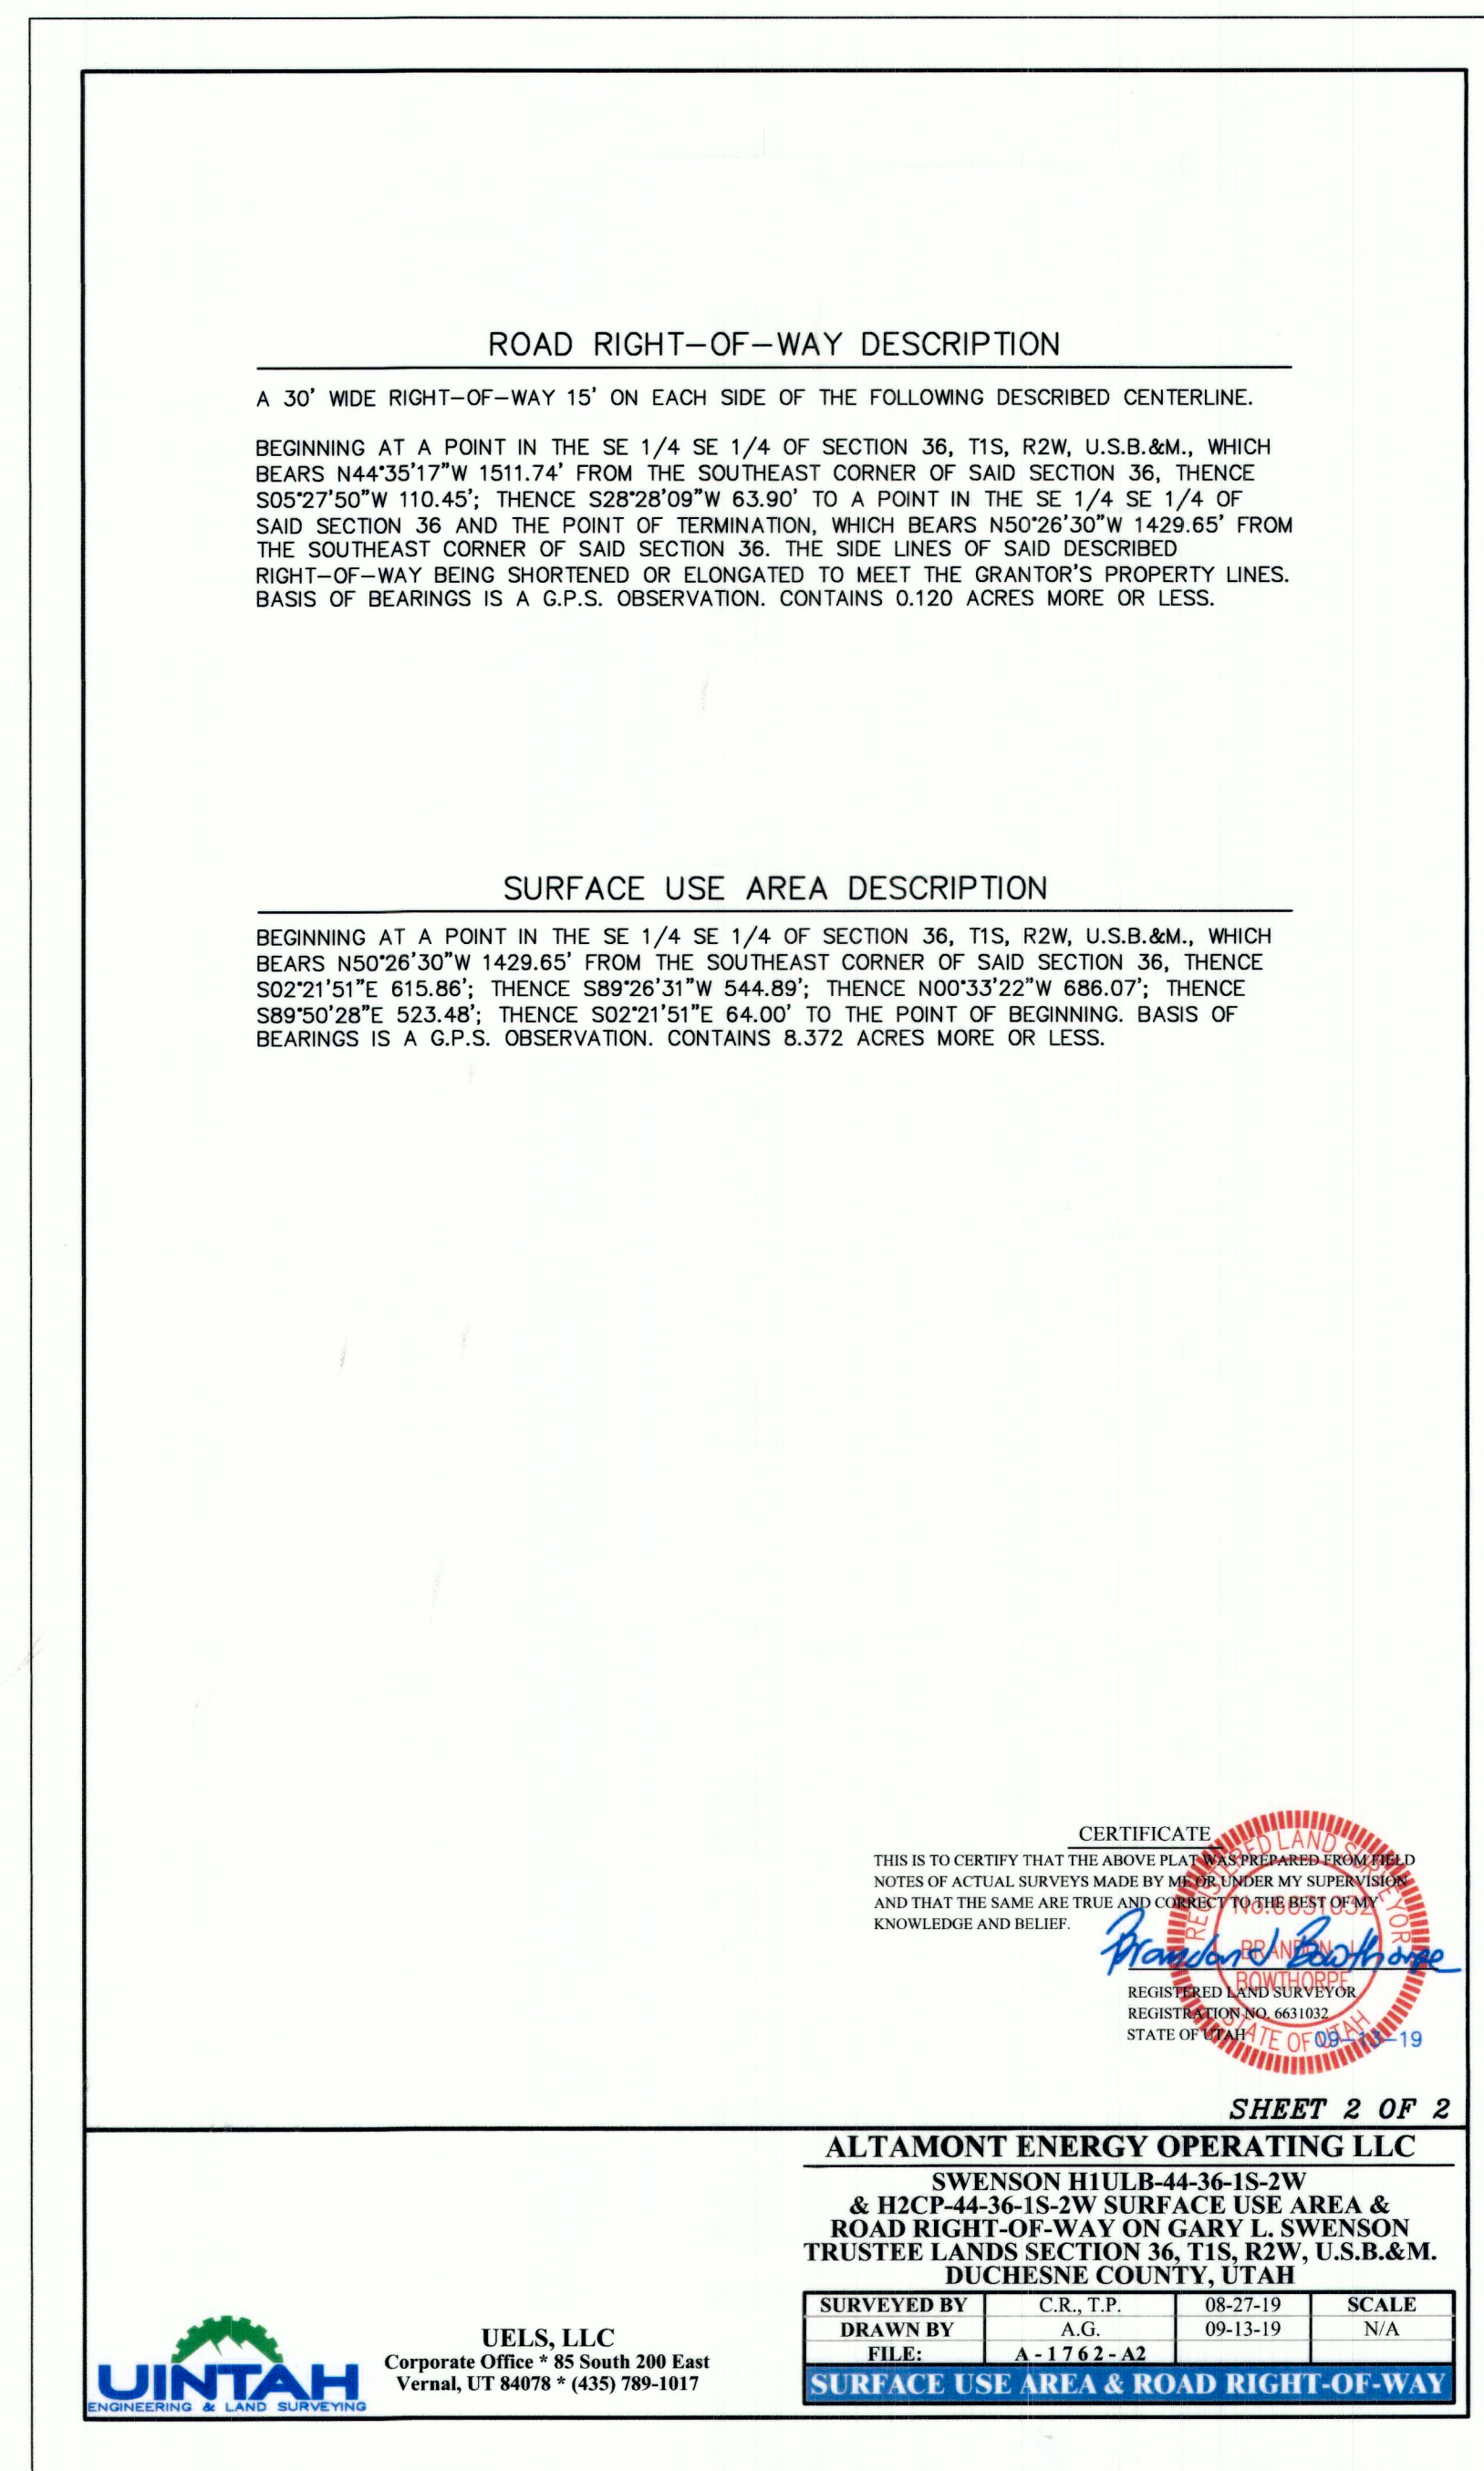 ROAD RIGHT-OF-WAY DESCRIPTION
A 30' WIDE RIGHT-OF-WAY 15' ON EACH SIDE OF THE FOLLOWING DESCRIBED CENTERLINE.
BEGINNING AT A POINT IN THE SE 1/4 SE 1/4 OF SECTION 36, T1S, R2W, U.S.B.&M., WHICH
BEARS N44°35'17"W 1511.74' FROM THE SOUTHEAST CORNER OF SAID SECTION 36, THENCE
S05°27'50"W 110.45'; THENCE S28°28'09"W 63.90' TO A POINT IN THE SE 1/4 SE 1/4 OF
SAID SECTION 36 AND THE POINT OF TERMINATION, WHICH BEARS N50°26'30"W 1429.65' FROM
THE SOUTHEAST CORNER OF SAID SECTION 36. THE SIDE LINES OF SAID DESCRIBED
RIGHT-OF-WAY BEING SHORTENED OR ELONGATED TO MEET THE GRANTOR'S PROPERTY LINES.
BASIS OF BEARINGS IS A G.P.S. OBSERVATION. CONTAINS 0.120 ACRES MORE OR LESS.
SURFACE USE AREA DESCRIPTION
BEGINNING AT A POINT IN THE SE 1/4 SE 1/4 OF SECTION 36, T1S, R2W, U.S.B.&M., WHICH
BEARS N50°26'30"W 1429.65' FROM THE SOUTHEAST CORNER OF SAID SECTION 36, THENCE
S02°21'51"E 615.86'; THENCE S89°26'31"W 544.89'; THENCE N00°33'22"W 686.07'; THENCE
S89°50'28"E 523.48'; THENCE S02°21'51"E 64.00' TO THE POINT OF BEGINNING. BASIS OF
BEARINGS IS A G.P.S. OBSERVATION. CONTAINS 8.372 ACRES MORE OR LESS.
CERTIFICATE
THIS IS TO CERTIFY THAT THE ABOVE PLAT WAS PREPARED FROM FIELD
NOTES OF ACTUAL SURVEYS MADE BY ME OR UNDER MY SUPERVISION
AND THAT THE SAME ARE TRUE AND CORRECT TO THE BEST OF MY
KNOWLEDGE AND BELIEF.
REGISTERED LAND SURVEYOR
No. 6631032
BRANDON J.
BOWTHORPE
STATE OF UTAH
Brandon J Bowthorpe
REGISTERED LAND SURVEYOR
REGISTRATION NO. 6631032
STATE OF UTAH
09-13-19
SHEET 2 OF 2
ALTAMONT ENERGY OPERATING LLC
SWENSON H1ULB-44-36-1S-2W
& H2CP-44-36-1S-2W SURFACE USE AREA &
ROAD RIGHT-OF-WAY ON GARY L. SWENSON
TRUSTEE LANDS SECTION 36, T1S, R2W, U.S.B.&M.
DUCHESNE COUNTY, UTAH
SURVEYED BY C.R., T.P. 08-27-19 SCALE
DRAWN BY A.G. 09-13-19 N/A
FILE: A-1762-A2
SURFACE USE AREA & ROAD RIGHT-OF-WAY
UINTAH
ENGINEERING & LAND SURVEYING
UELS, LLC
Corporate Office * 85 South 200 East
Vernal, UT 84078 * (435) 789-1017